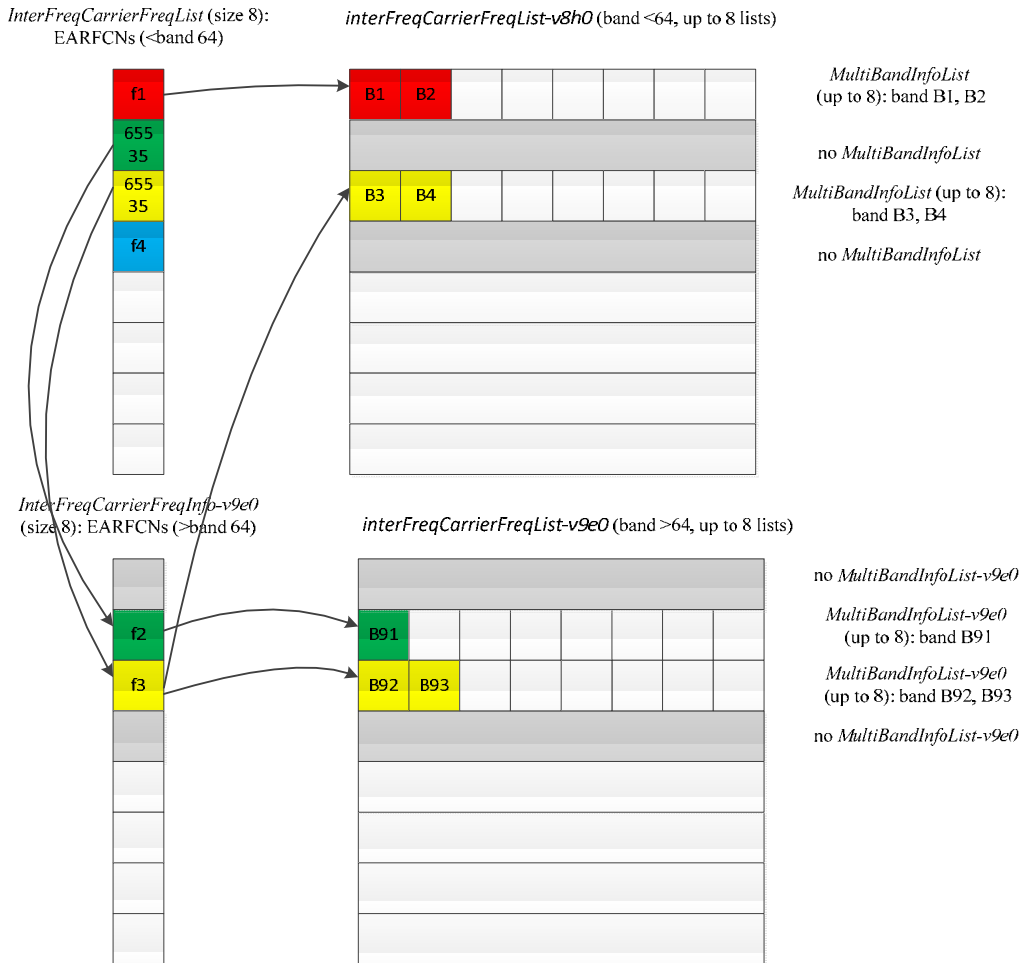 InterFreqCarrierFreqList (size 8):
EARFCNs (<band 64)
interFreqCarrierFreqList-v8h0 (band <64, up to 8 lists)
f1
B1
B2
MultiBandInfoList
(up to 8): band B1, B2
655
35
no MultiBandInfoList
655
35
B3
B4
MultiBandInfoList (up to 8):
band B3, B4
f4
no MultiBandInfoList
InterFreqCarrierFreqInfo-v9e0
(size 8): EARFCNs (>band 64)
interFreqCarrierFreqList-v9e0 (band >64, up to 8 lists)
no MultiBandInfoList-v9e0
f2
B91
MultiBandInfoList-v9e0
(up to 8): band B91
f3
B92
B93
MultiBandInfoList-v9e0
(up to 8): band B92, B93
no MultiBandInfoList-v9e0